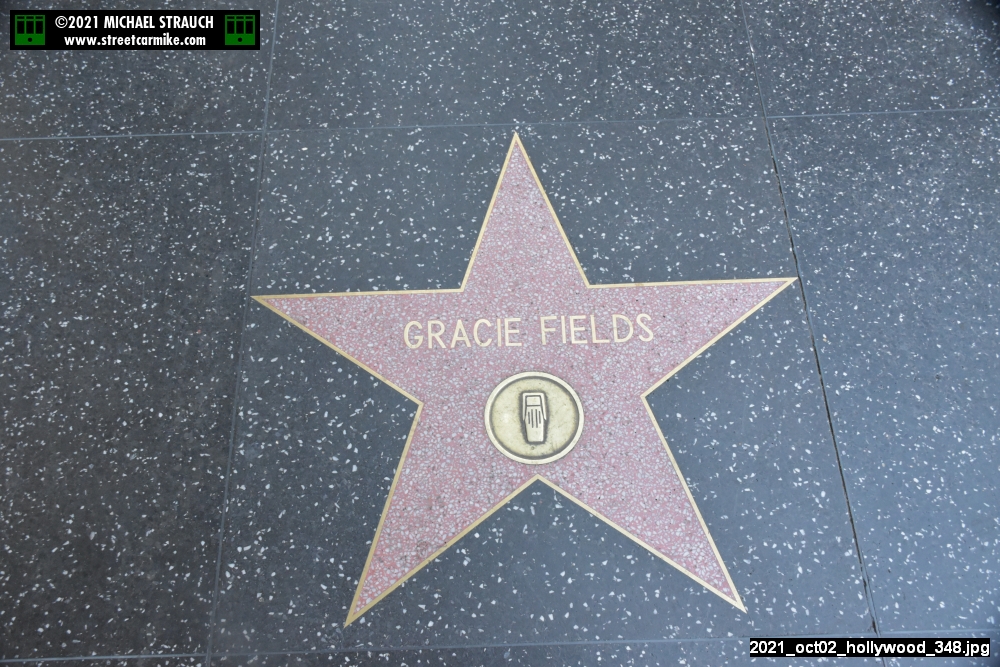 ©2021 MICHAEL STRAUCH
www.streetcarmike.com
GRACIE FIELDS
2021_oct02_hollywood_348.jpg